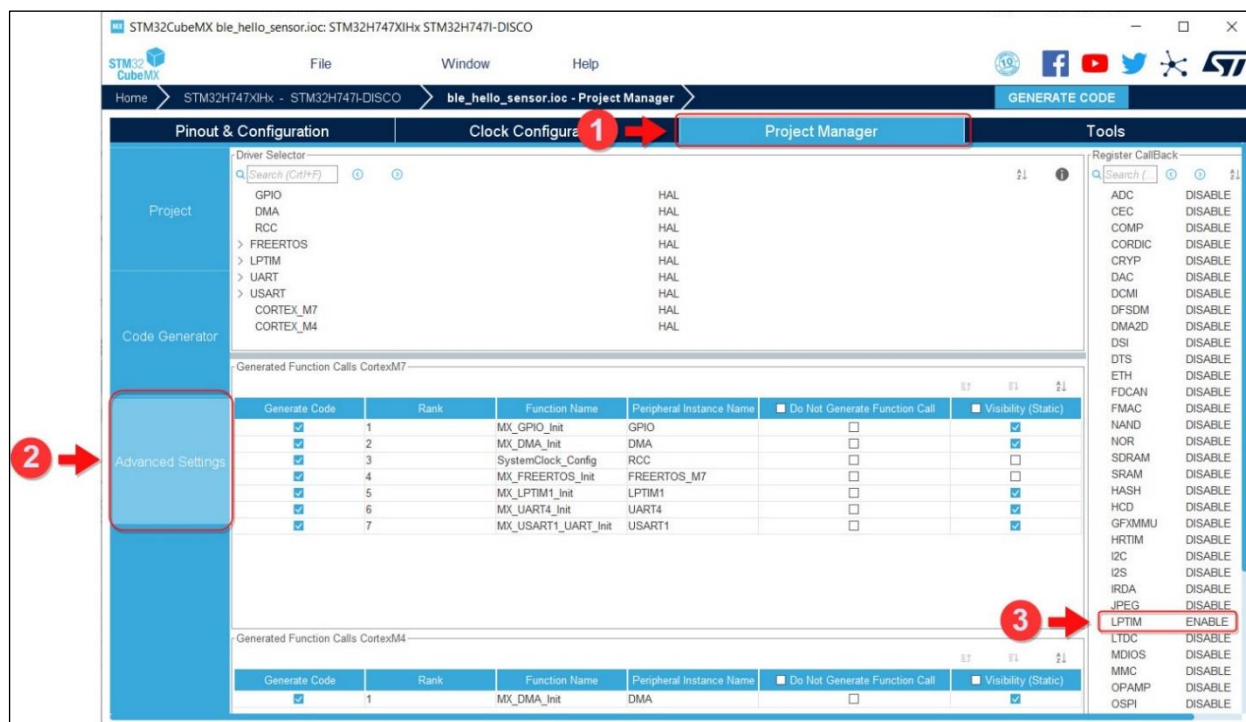 MX STM32CubeMX ble_hello_sensor.ioc: STM32H747XIHx STM32H747I-DISCO
STM32 CubeMX File Window Help 10 ST
Home STM32H747XIHx - STM32H747I-DISCO ble_hello_sensor.ioc - Project Manager GENERATE CODE
Pinout & Configuration Clock Configura 1 Project Manager Tools
Project
Code Generator
2 Advanced Settings
Driver Selector
Search (Crtl+F)
GPIO HAL
DMA HAL
RCC HAL
> FREERTOS HAL
> LPTIM HAL
> UART HAL
> USART HAL
CORTEX_M7 HAL
CORTEX_M4 HAL
Generated Function Calls CortexM7
Generate Code Rank Function Name Peripheral Instance Name Do Not Generate Function Call Visibility (Static)
1 MX_GPIO_Init GPIO
2 MX_DMA_Init DMA
3 SystemClock_Config RCC
4 MX_FREERTOS_Init FREERTOS_M7
5 MX_LPTIM1_Init LPTIM1
6 MX_UART4_Init UART4
7 MX_USART1_UART_Init USART1
Generated Function Calls CortexM4
Generate Code Rank Function Name Peripheral Instance Name Do Not Generate Function Call Visibility (Static)
1 MX_DMA_Init DMA
Register CallBack
Search (...
ADC DISABLE
CEC DISABLE
COMP DISABLE
CORDIC DISABLE
CRYP DISABLE
DAC DISABLE
DCMI DISABLE
DFSDM DISABLE
DMA2D DISABLE
DSI DISABLE
DTS DISABLE
ETH DISABLE
FDCAN DISABLE
FMAC DISABLE
NAND DISABLE
NOR DISABLE
SDRAM DISABLE
SRAM DISABLE
HASH DISABLE
HCD DISABLE
GFXMMU DISABLE
HRTIM DISABLE
I2C DISABLE
I2S DISABLE
IRDA DISABLE
JPEG DISABLE
3 LPTIM ENABLE
LTDC DISABLE
MDIOS DISABLE
MMC DISABLE
OPAMP DISABLE
OSPI DISABLE